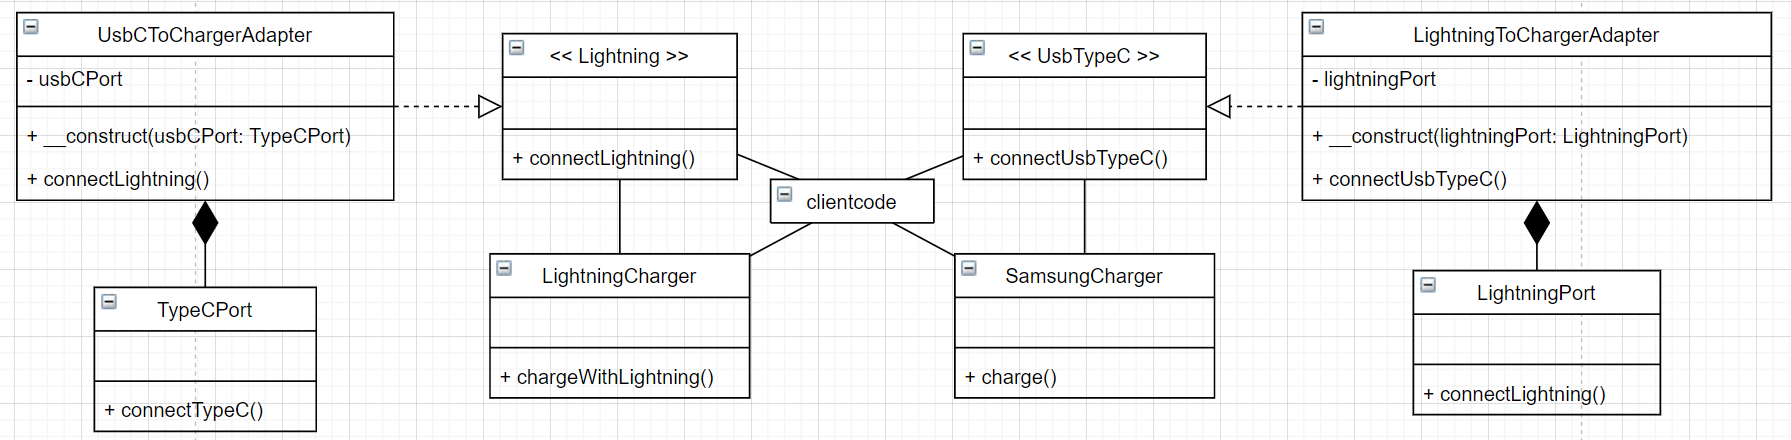 UsbCToChargerAdapter
- usbCPort
+ __construct(usbCPort: TypeCPort)
+ connectLightning()
TypeCPort
+ connectTypeC()
<< Lightning >>
+ connectLightning()
clientcode
LightningCharger
+ chargeWithLightning()
<< UsbTypeC >>
+ connectUsbTypeC()
SamsungCharger
+ charge()
LightningToChargerAdapter
- lightningPort
+ __construct(lightningPort: LightningPort)
+ connectUsbTypeC()
LightningPort
+ connectLightning()